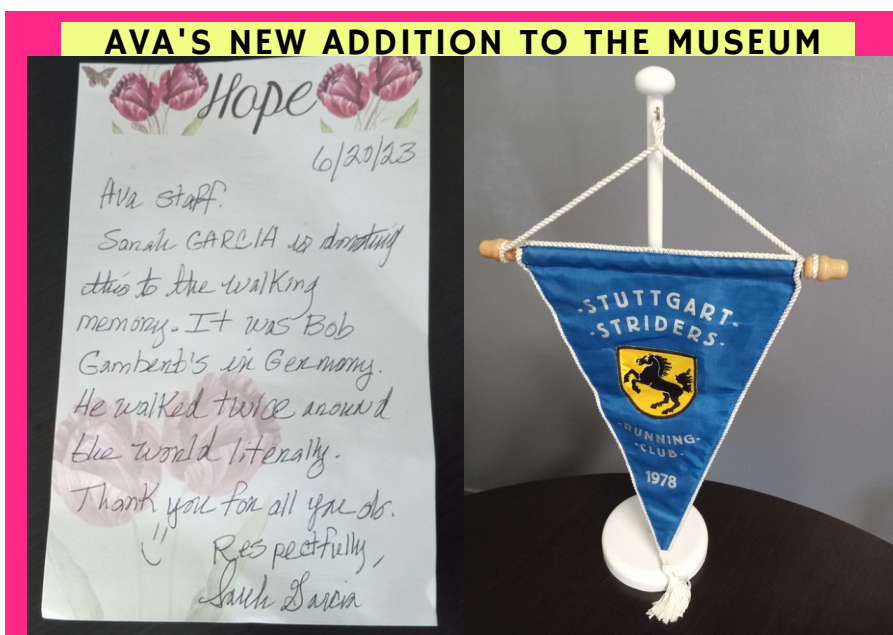 AVA'S NEW ADDITION TO THE MUSEUM
Hope
6/20/23
Ava staff.
Sarah GARCIA is donating
this to the walking
memory. It was Bob
in Germany.
He walked twice around
the world literally.
Thank you for all you do.
Respectfully,
Sarah Garcia
-STUTTGART-
-STRIDERS-
-RUNNING-
-CLUB-
1978